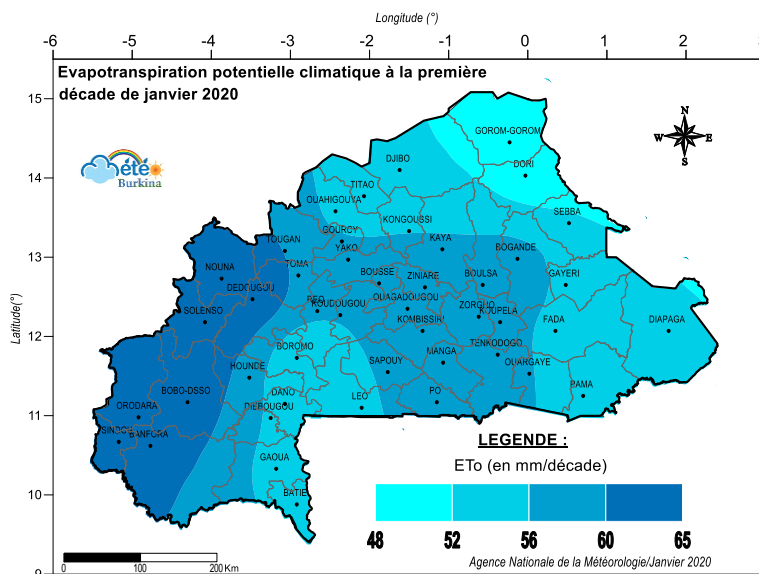 Longitude (°)
-6 -5 -4 -3 -2 -1 0 1 2 3
Evapotranspiration potentielle climatique à la première
décade de janvier 2020
15
14
13
12
11
10
9
Latitude(°)
N
W E
S
météo
Burkina
GOROM-GOROM
DORI
DJIBO
TITAO
OUAHIGOUYA
SEBBA
KONGOUSSI
GOURCY
TOUGAN
KAYA
YAKO
BOGANDE
NOUNA
TOMA
BOUSSE
ZINIARE
BOULSA
GAYERI
DEDOUGOU
REO
KOUDOUGOU
OUAGADOUGOU
ZORGHO
KOUPELA
SOLENSO
KOMBISSIRI
FADA
DIAPAGA
BOROMO
TENKODOGO
MANGA
HOUNDE
SAPOUY
OUARGAYE
BOBO-DSSO
DANO
LEO
PO
PAMA
ORODARA
DIEBOUGOU
SINDOU
BANFORA
GAOUA
BATIE
LEGENDE :
ETo (en mm/décade)
48 52 56 60 65
Agence Nationale de la Météorologie/Janvier 2020
0 100 200 Km